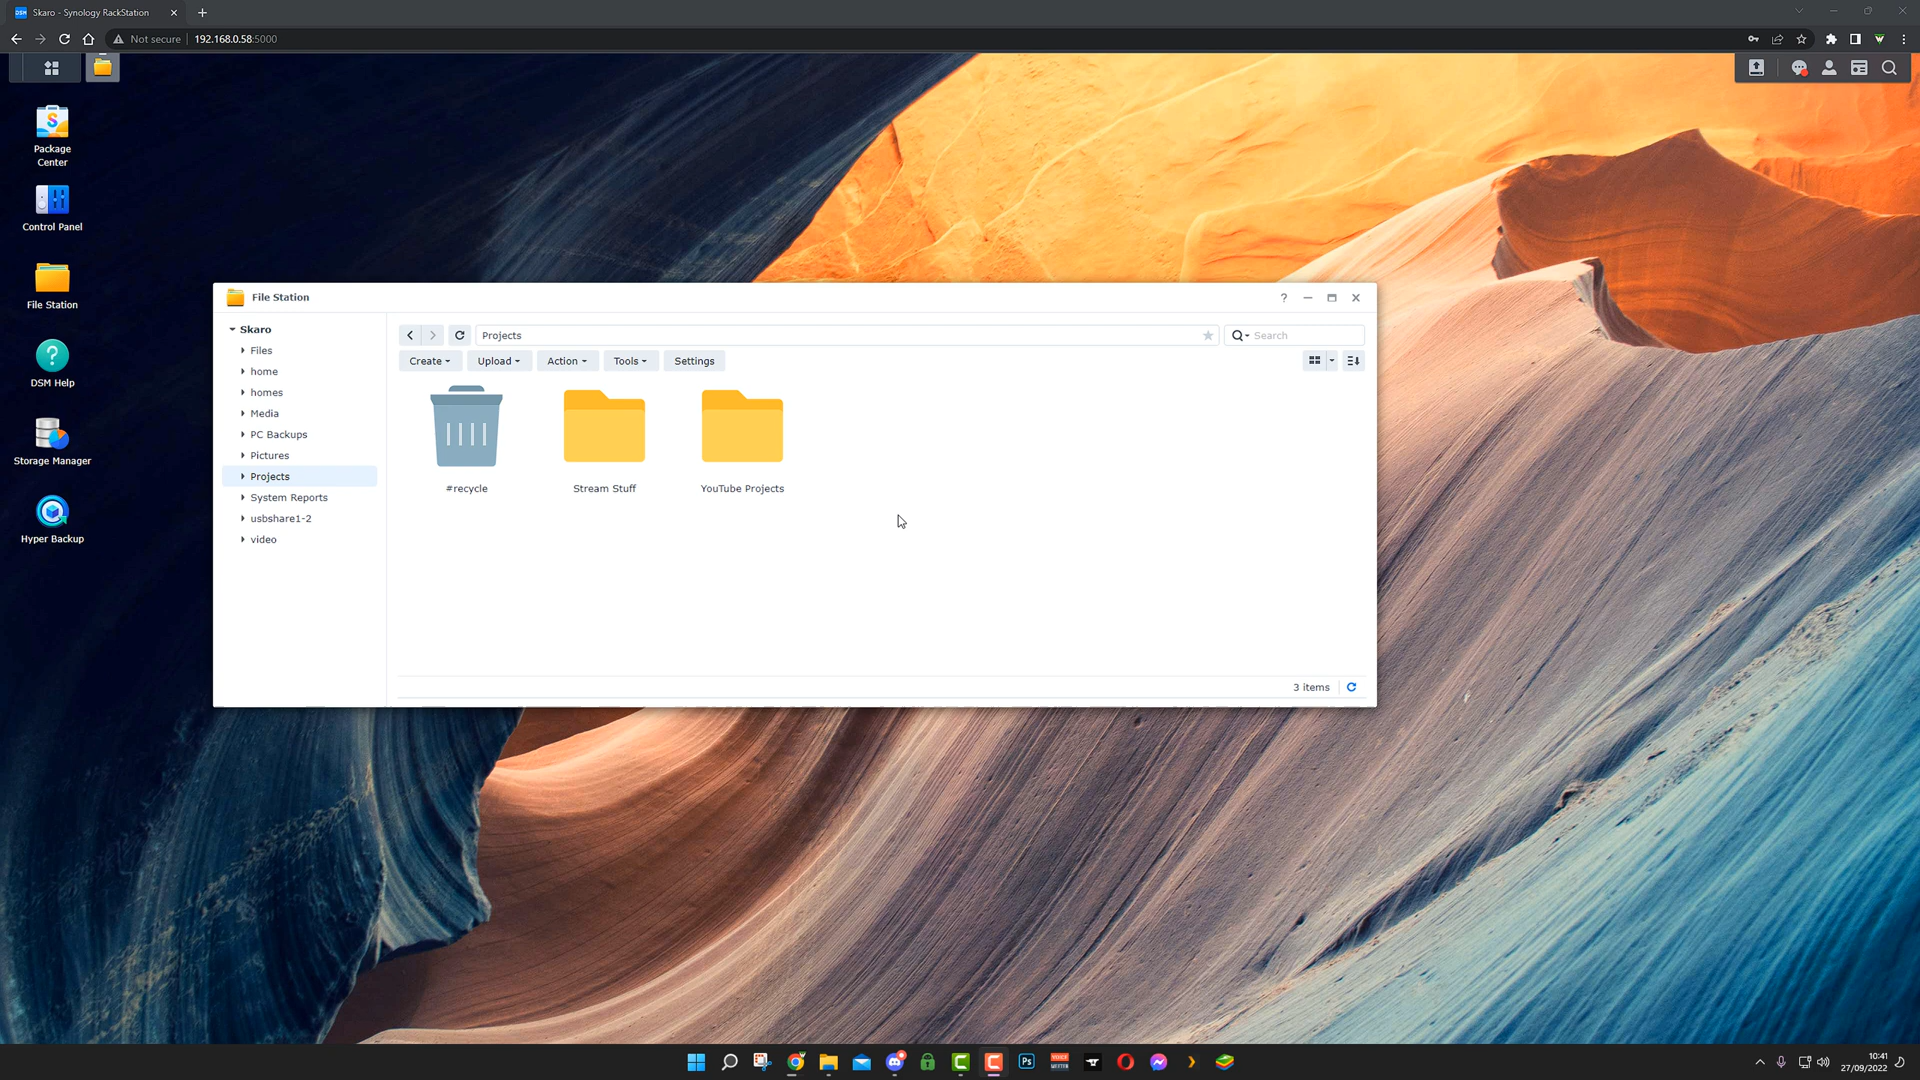 Skaro - Synology RackStation
Not secure
192.168.0.58:5000
Package
Center
Control Panel
File Station
DSM Help
Storage Manager
Hyper Backup
File Station
Skaro
Files
home
homes
Media
PC Backups
Pictures
Projects
System Reports
usbshare1-2
video
Projects
Search
Create
Upload
Action
Tools
Settings
#recycle
Stream Stuff
YouTube Projects
3 items
10:41
27/09/2022